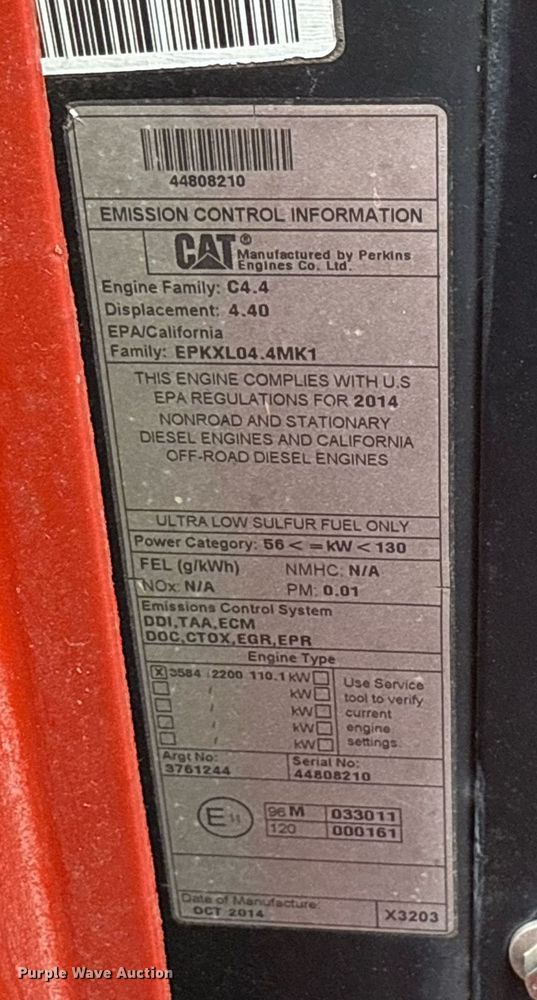 44808210
EMISSION CONTROL INFORMATION
CAT® Manufactured by Perkins
Engines Co. Ltd.
Engine Family: C4.4
Displacement: 4.40
EPA/California
Family: EPKXL04.4MK1
THIS ENGINE COMPLIES WITH U.S
EPA REGULATIONS FOR 2014
NONROAD AND STATIONARY
DIESEL ENGINES AND CALIFORNIA
OFF-ROAD DIESEL ENGINES
ULTRA LOW SULFUR FUEL ONLY
Power Category: 56 < = kW < 130
FEL (g/kWh) NMHC: N/A
NOx: N/A PM: 0.01
Emissions Control System
DDI,TAA,ECM
DOC,CTOX,EGR,EPR
Engine Type
X 3584 / 2200 110.1 kW Use Service
/ kW tool to verify
/ kW current
/ kW engine
/ kW settings
Argt No: Serial No:
3761244 44808210
E 11 96 M 033011
120 000161
Date of Manufacture:
OCT 2014 X3203
Purple Wave Auction